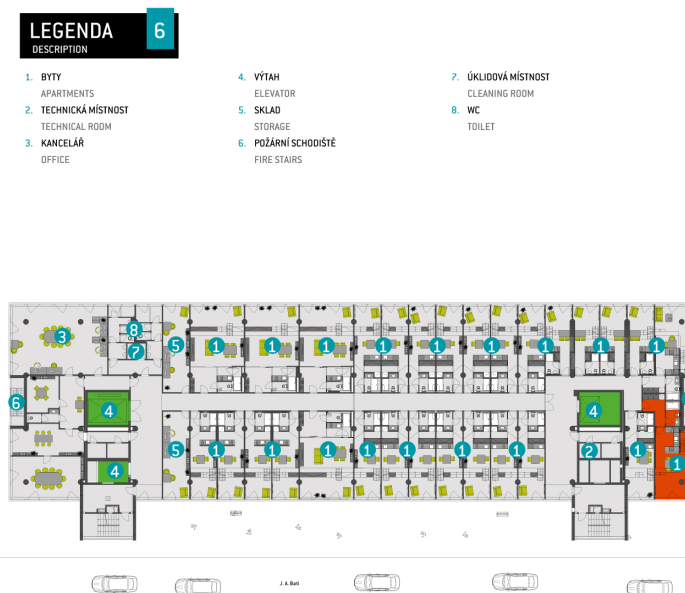 LEGENDA
DESCRIPTION
6
1. BYTY
APARTMENTS
2. TECHNICKÁ MÍSTNOST
TECHNICAL ROOM
3. KANCELÁŘ
OFFICE
4. VÝTAH
ELEVATOR
5. SKLAD
STORAGE
6. POŽÁRNÍ SCHODIŠTĚ
FIRE STAIRS
7. ÚKLIDOVÁ MÍSTNOST
CLEANING ROOM
8. WC
TOILET
3 8 7 5 1 1 1 1 1 1 1 1 1
6 4 4
5 1 1 1 1 1 1 1 2 1 1
4
J. A. Bati